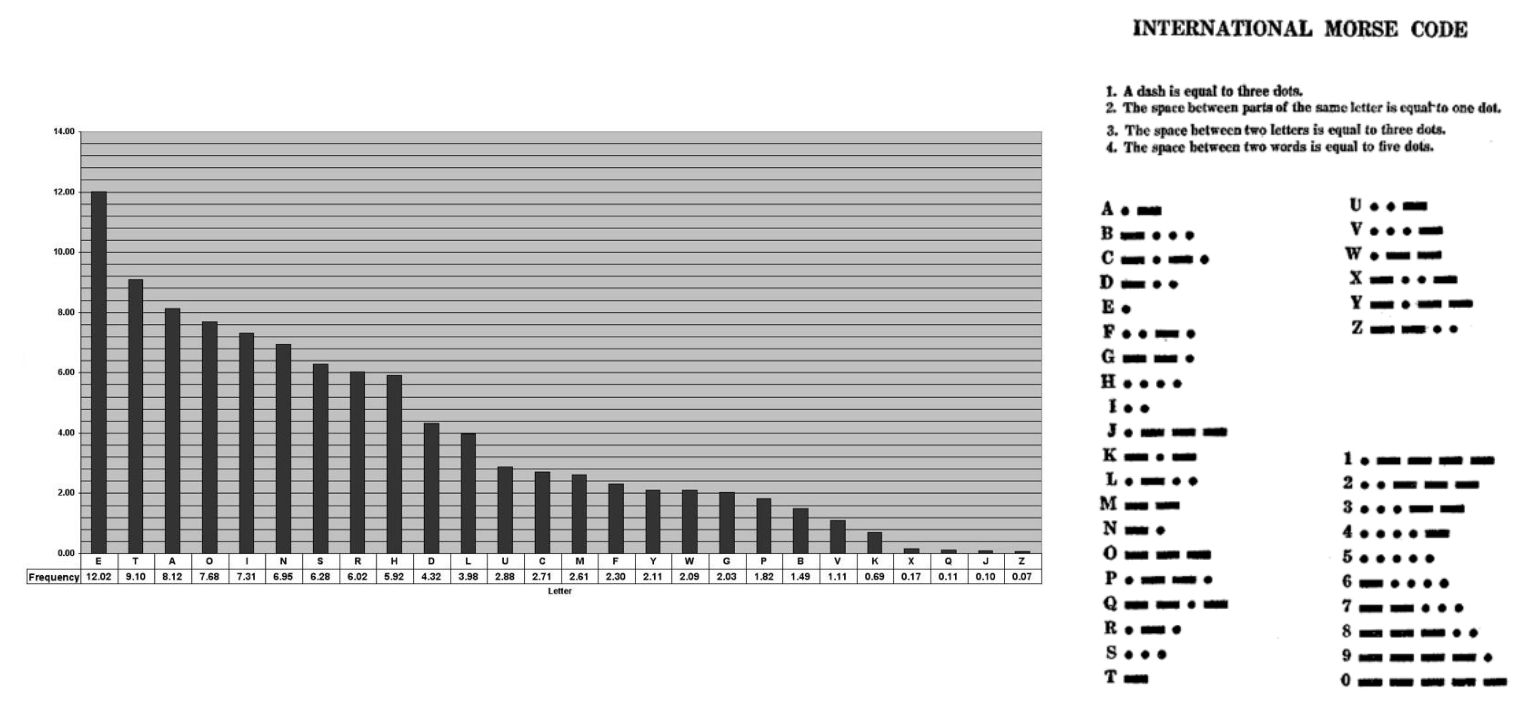 14.00
12.00
10.00
8.00
6.00
4.00
2.00
0.00
E T A O I N S R H D L U C M F Y W G P B V K X Q J Z
Frequency 12.02 9.10 8.12 7.68 7.31 6.95 6.28 6.02 5.92 4.32 3.98 2.88 2.71 2.61 2.30 2.11 2.09 2.03 1.82 1.49 1.11 0.69 0.17 0.11 0.10 0.07
Letter
INTERNATIONAL MORSE CODE
1. A dash is equal to three dots.
2. The space between parts of the same letter is equal to one dot.
3. The space between two letters is equal to three dots.
4. The space between two words is equal to five dots.
A
B
C
D
E
F
G
H
I
J
K
L
M
N
O
P
Q
R
S
T
U
V
W
X
Y
Z
1
2
3
4
5
6
7
8
9
0